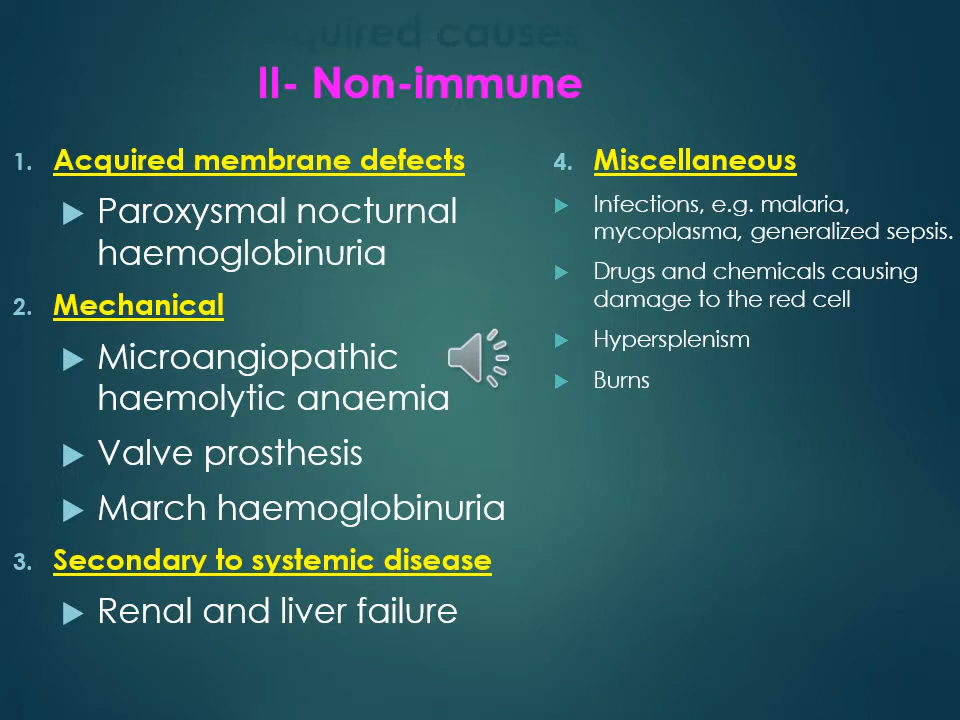 quired causes
II- Non-immune
1. Acquired membrane defects
Paroxysmal nocturnal
haemoglobinuria
2. Mechanical
Microangiopathic
haemolytic anaemia
Valve prosthesis
March haemoglobinuria
3. Secondary to systemic disease
Renal and liver failure
4. Miscellaneous
Infections, e.g. malaria,
mycoplasma, generalized sepsis.
Drugs and chemicals causing
damage to the red cell
Hypersplenism
Burns